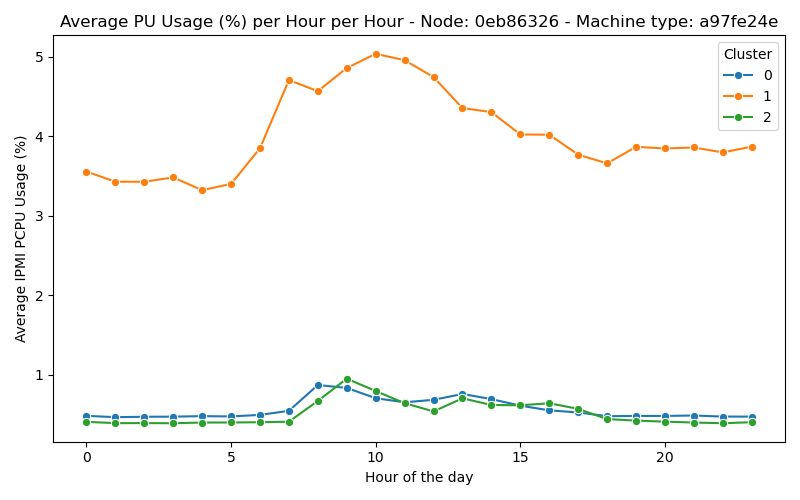 Average PU Usage (%) per Hour per Hour - Node: 0eb86326 - Machine type: a97fe24e
Average IPMI PCPU Usage (%)
5
4
3
2
1
Cluster
0
1
2
0 5 10 15 20
Hour of the day